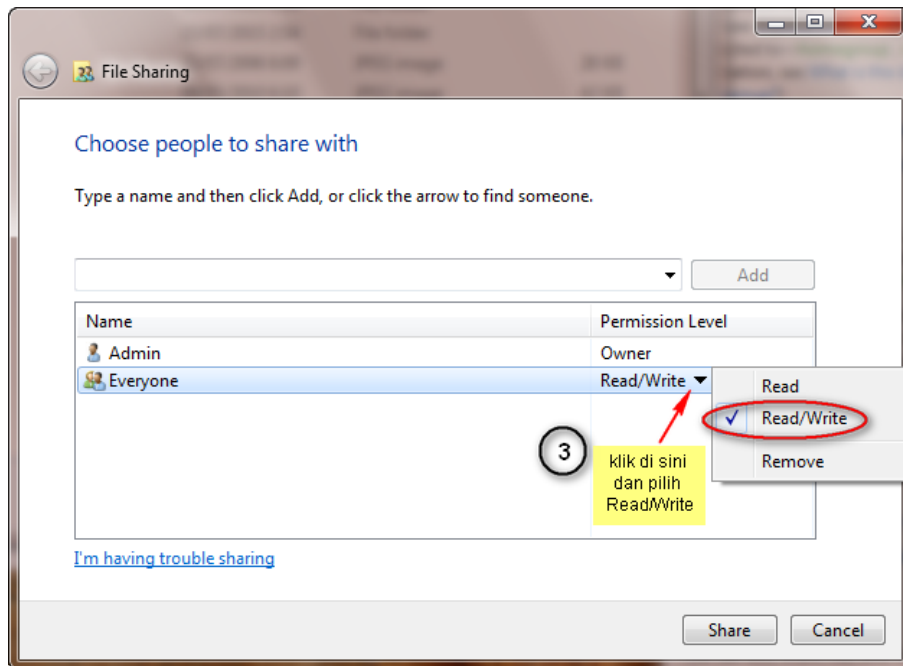 File Sharing
Choose people to share with
Type a name and then click Add, or click the arrow to find someone.
Add
Name Permission Level
Admin Owner
Everyone Read/Write
Read
Read/Write
Remove
3
klik di sini
dan pilih
Read/Write
I'm having trouble sharing
Share Cancel